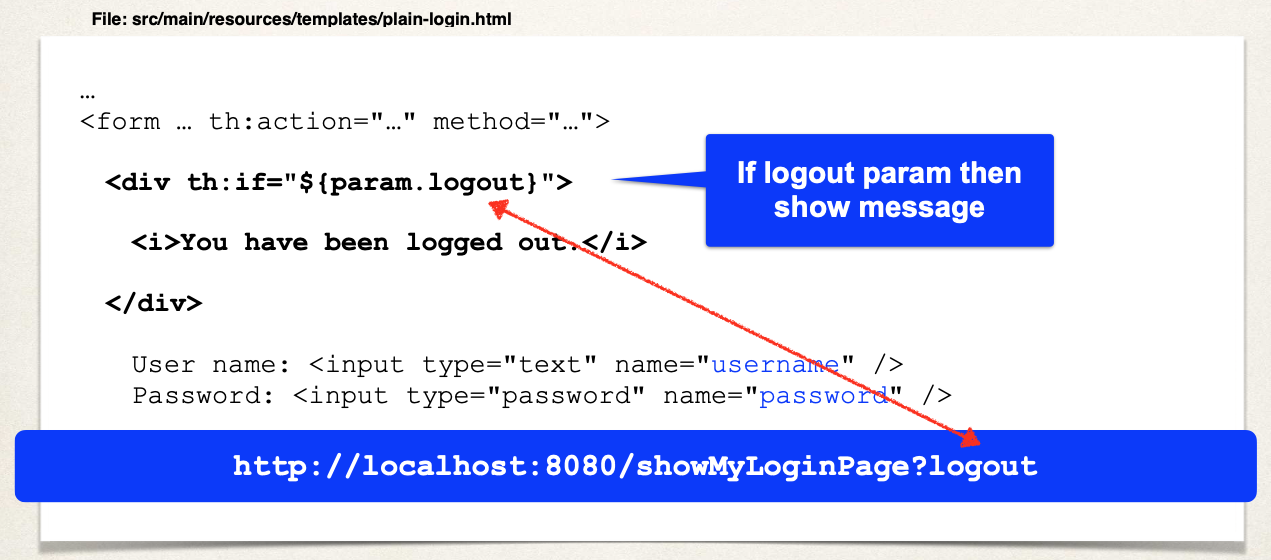 File: src/main/resources/templates/plain-login.html
…
<form … th:action="…" method="…">
<div th:if="${param.logout}">
If logout param then
show message
<i>You have been logged out.</i>
</div>
User name: <input type="text" name="username" />
Password: <input type="password" name="password" />
http://localhost:8080/showMyLoginPage?logout